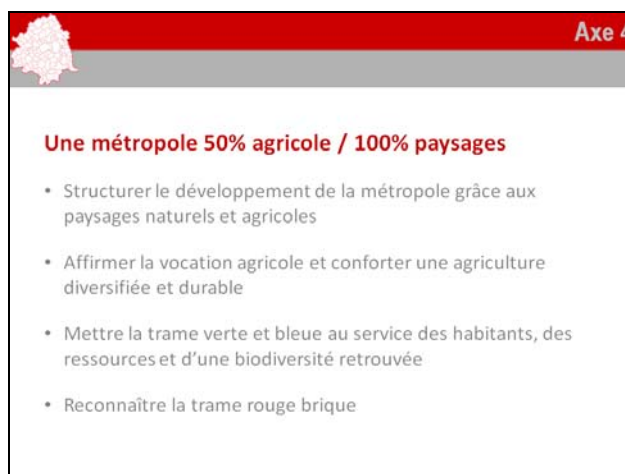 Axe 4
Une métropole 50% agricole / 100% paysages
• Structurer le développement de la métropole grâce aux
paysages naturels et agricoles
• Affirmer la vocation agricole et conforter une agriculture
diversifiée et durable
• Mettre la trame verte et bleue au service des habitants, des
ressources et d'une biodiversité retrouvée
• Reconnaître la trame rouge brique